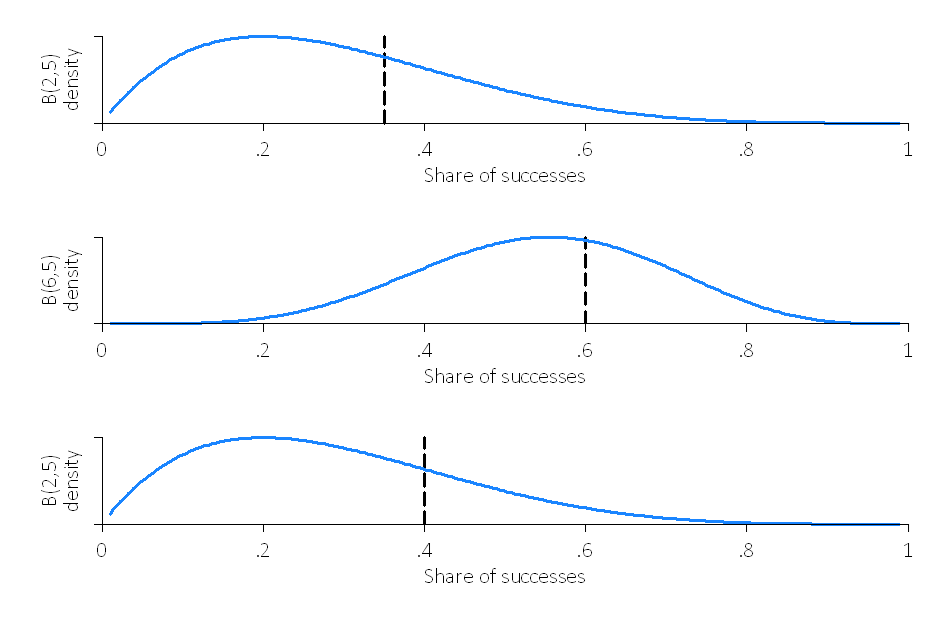 B(2,5)
density
0 .2 .4 .6 .8 1
Share of successes
B(6,5)
density
0 .2 .4 .6 .8 1
Share of successes
B(2,5)
density
0 .2 .4 .6 .8 1
Share of successes